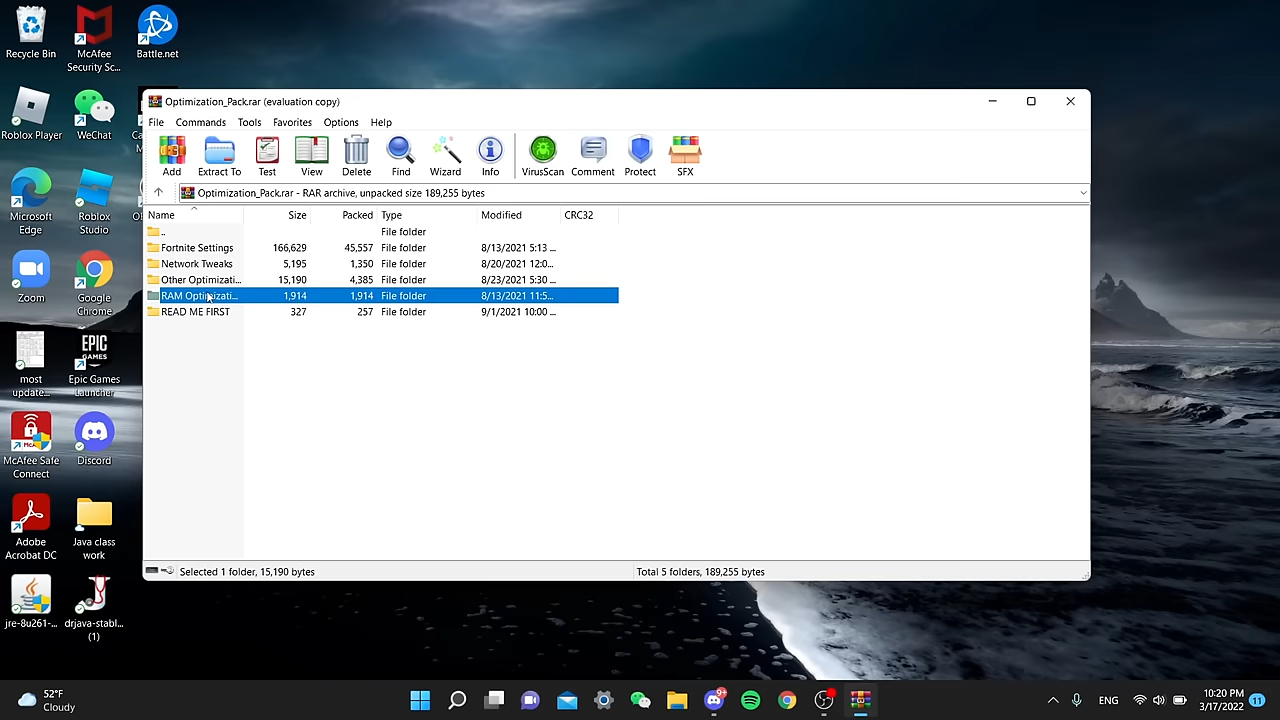 Recycle Bin
McAfee Security Sc...
Battle.net
Roblox Player
WeChat
Microsoft Edge
Roblox Studio
Zoom
Google Chrome
most update...
EPIC GAMES
Epic Games Launcher
McAfee Safe Connect
Discord
Adobe Acrobat DC
Java class work
jre-8u261-...
drjava-stabl... (1)
Optimization_Pack.rar (evaluation copy)
File Commands Tools Favorites Options Help
Add Extract To Test View Delete Find Wizard Info VirusScan Comment Protect SFX
Optimization_Pack.rar - RAR archive, unpacked size 189,255 bytes
Name Size Packed Type Modified CRC32
.. File folder
Fortnite Settings 166,629 45,557 File folder 8/13/2021 5:13 ...
Network Tweaks 5,195 1,350 File folder 8/20/2021 12:0...
Other Optimizati... 15,190 4,385 File folder 8/23/2021 5:30 ...
RAM Optimizati... 1,914 1,914 File folder 8/13/2021 11:5...
READ ME FIRST 327 257 File folder 9/1/2021 10:00 ...
Selected 1 folder, 15,190 bytes
Total 5 folders, 189,255 bytes
52°F
Cloudy
9+
ENG
10:20 PM
3/17/2022
11